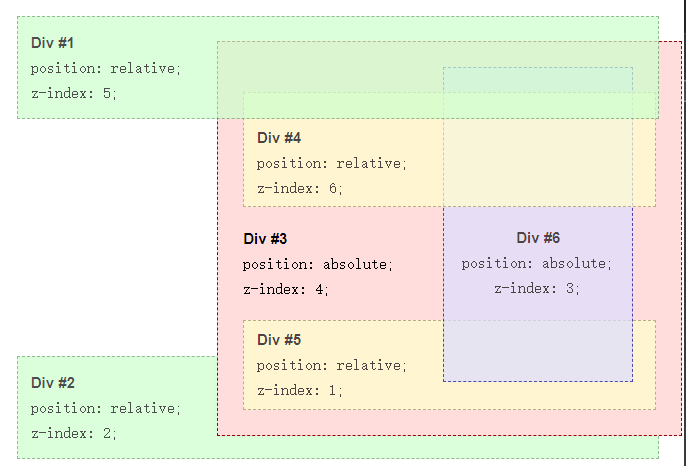 Div #1
position: relative;
z-index: 5;
Div #4
position: relative;
z-index: 6;
Div #3
position: absolute;
z-index: 4;
Div #6
position: absolute;
z-index: 3;
Div #5
position: relative;
z-index: 1;
Div #2
position: relative;
z-index: 2;